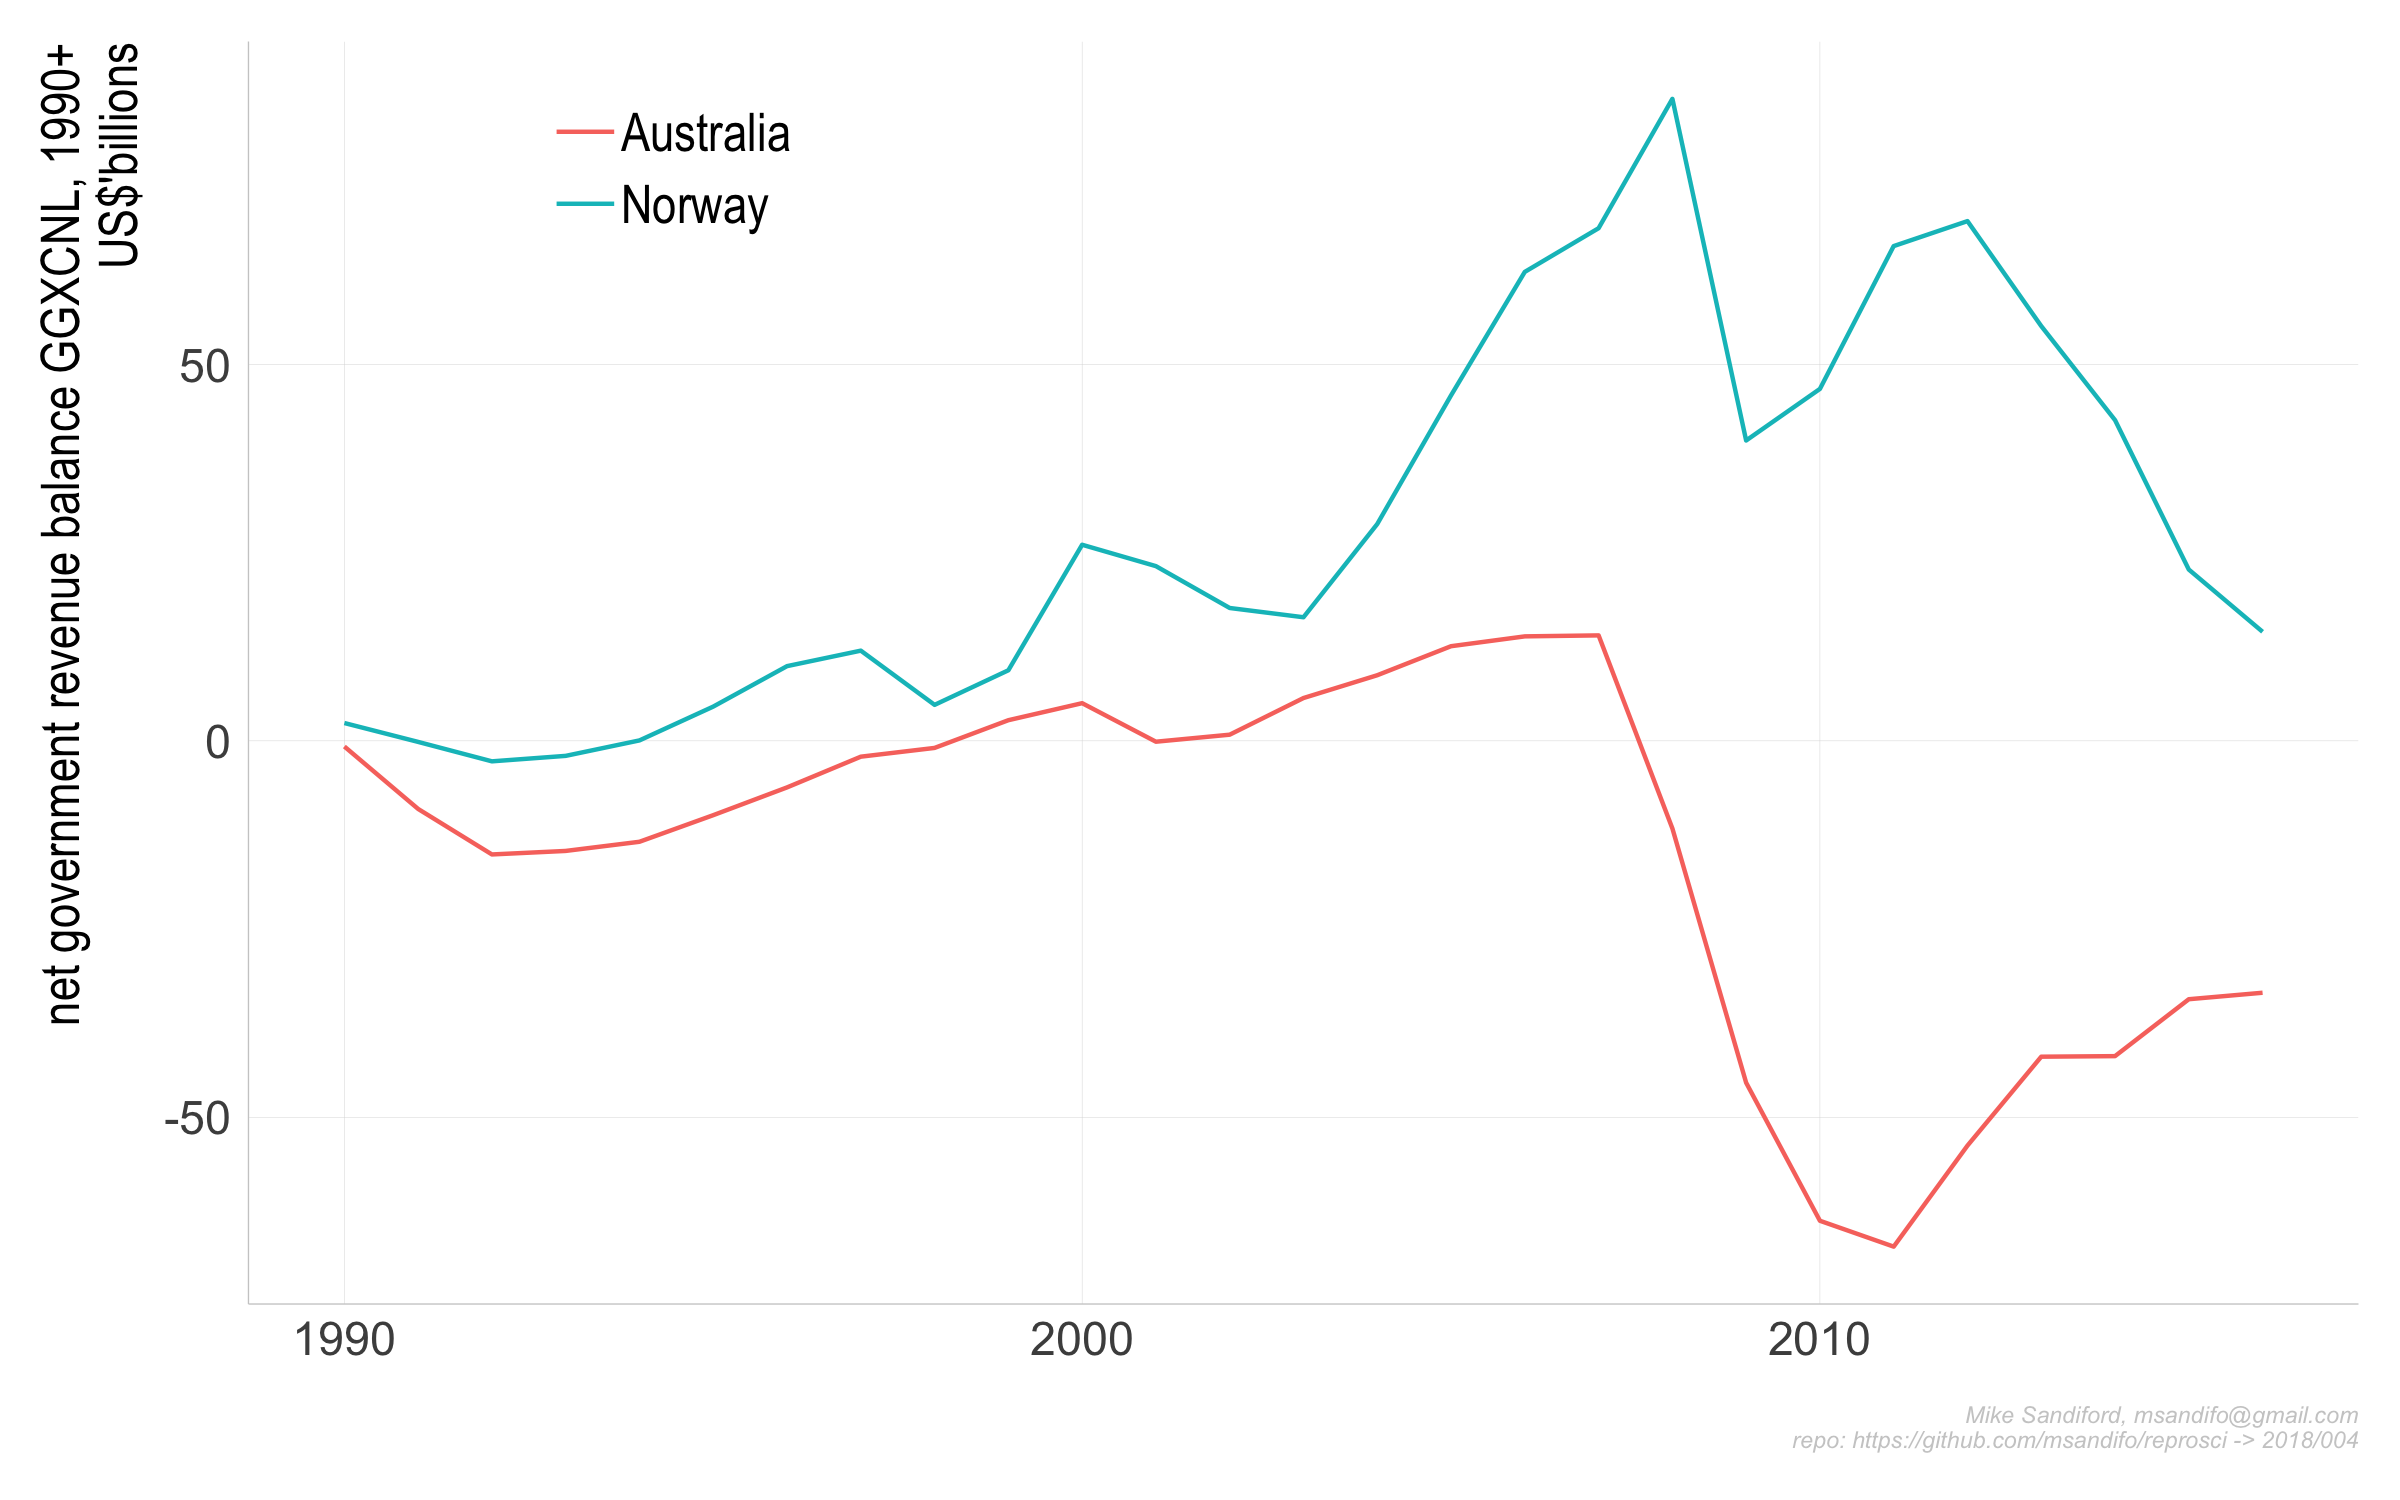 net government revenue balance GGXCNL, 1990+
US$'billions
Australia
Norway
50
0
-50
1990
2000
2010
Mike Sandiford, msandifo@gmail.com
repo: https://github.com/msandifo/reprosci -> 2018/004